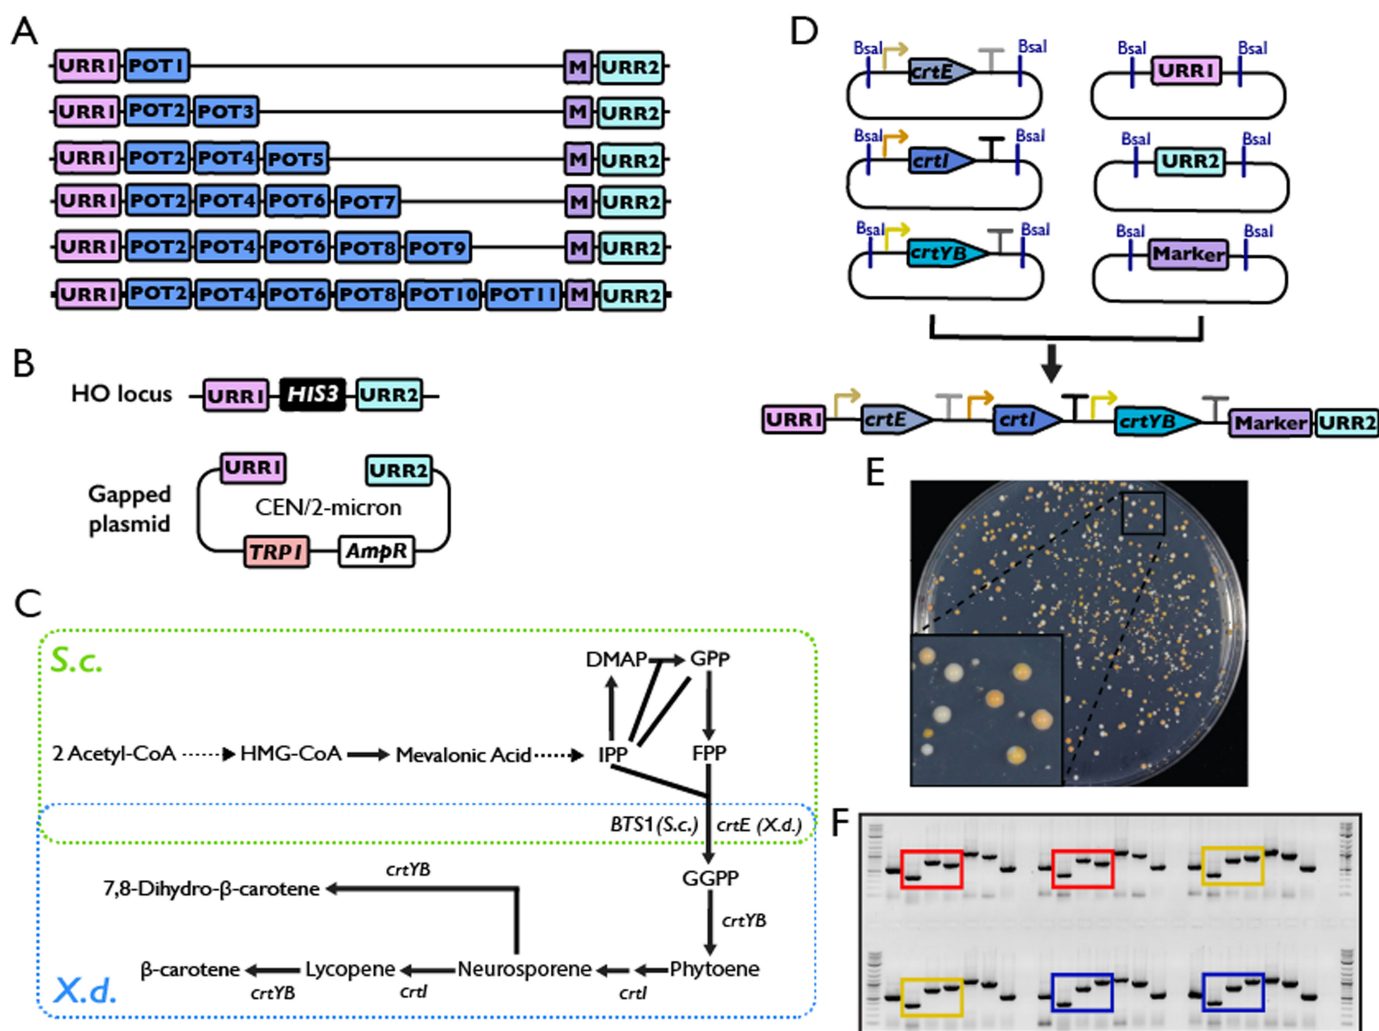 A
URR1 POT1 M URR2
URR1 POT2 POT3 M URR2
URR1 POT2 POT4 POT5 M URR2
URR1 POT2 POT4 POT6 POT7 M URR2
URR1 POT2 POT4 POT6 POT8 POT9 M URR2
URR1 POT2 POT4 POT6 POT8 POT10 POT11 M URR2
B
HO locus URR1 HIS3 URR2
URR1 URR2
Gapped
plasmid
CEN/2-micron
TRP1 AmpR
C
S.c.
DMAP GPP
2 Acetyl-CoA HMG-CoA Mevalonic Acid IPP FPP
BTS1(S.c.) crtE (X.d.)
GGPP
crtYB
7,8-Dihydro-β-carotene
crtYB
β-carotene Lycopene Neurosporene Phytoene
crtYB crtI crtI
X.d.
D
BsaI crtE BsaI BsaI URR1 BsaI
BsaI crtI BsaI BsaI URR2 BsaI
BsaI crtYB BsaI BsaI Marker BsaI
URR1 crtE crtI crtYB Marker URR2
E
F